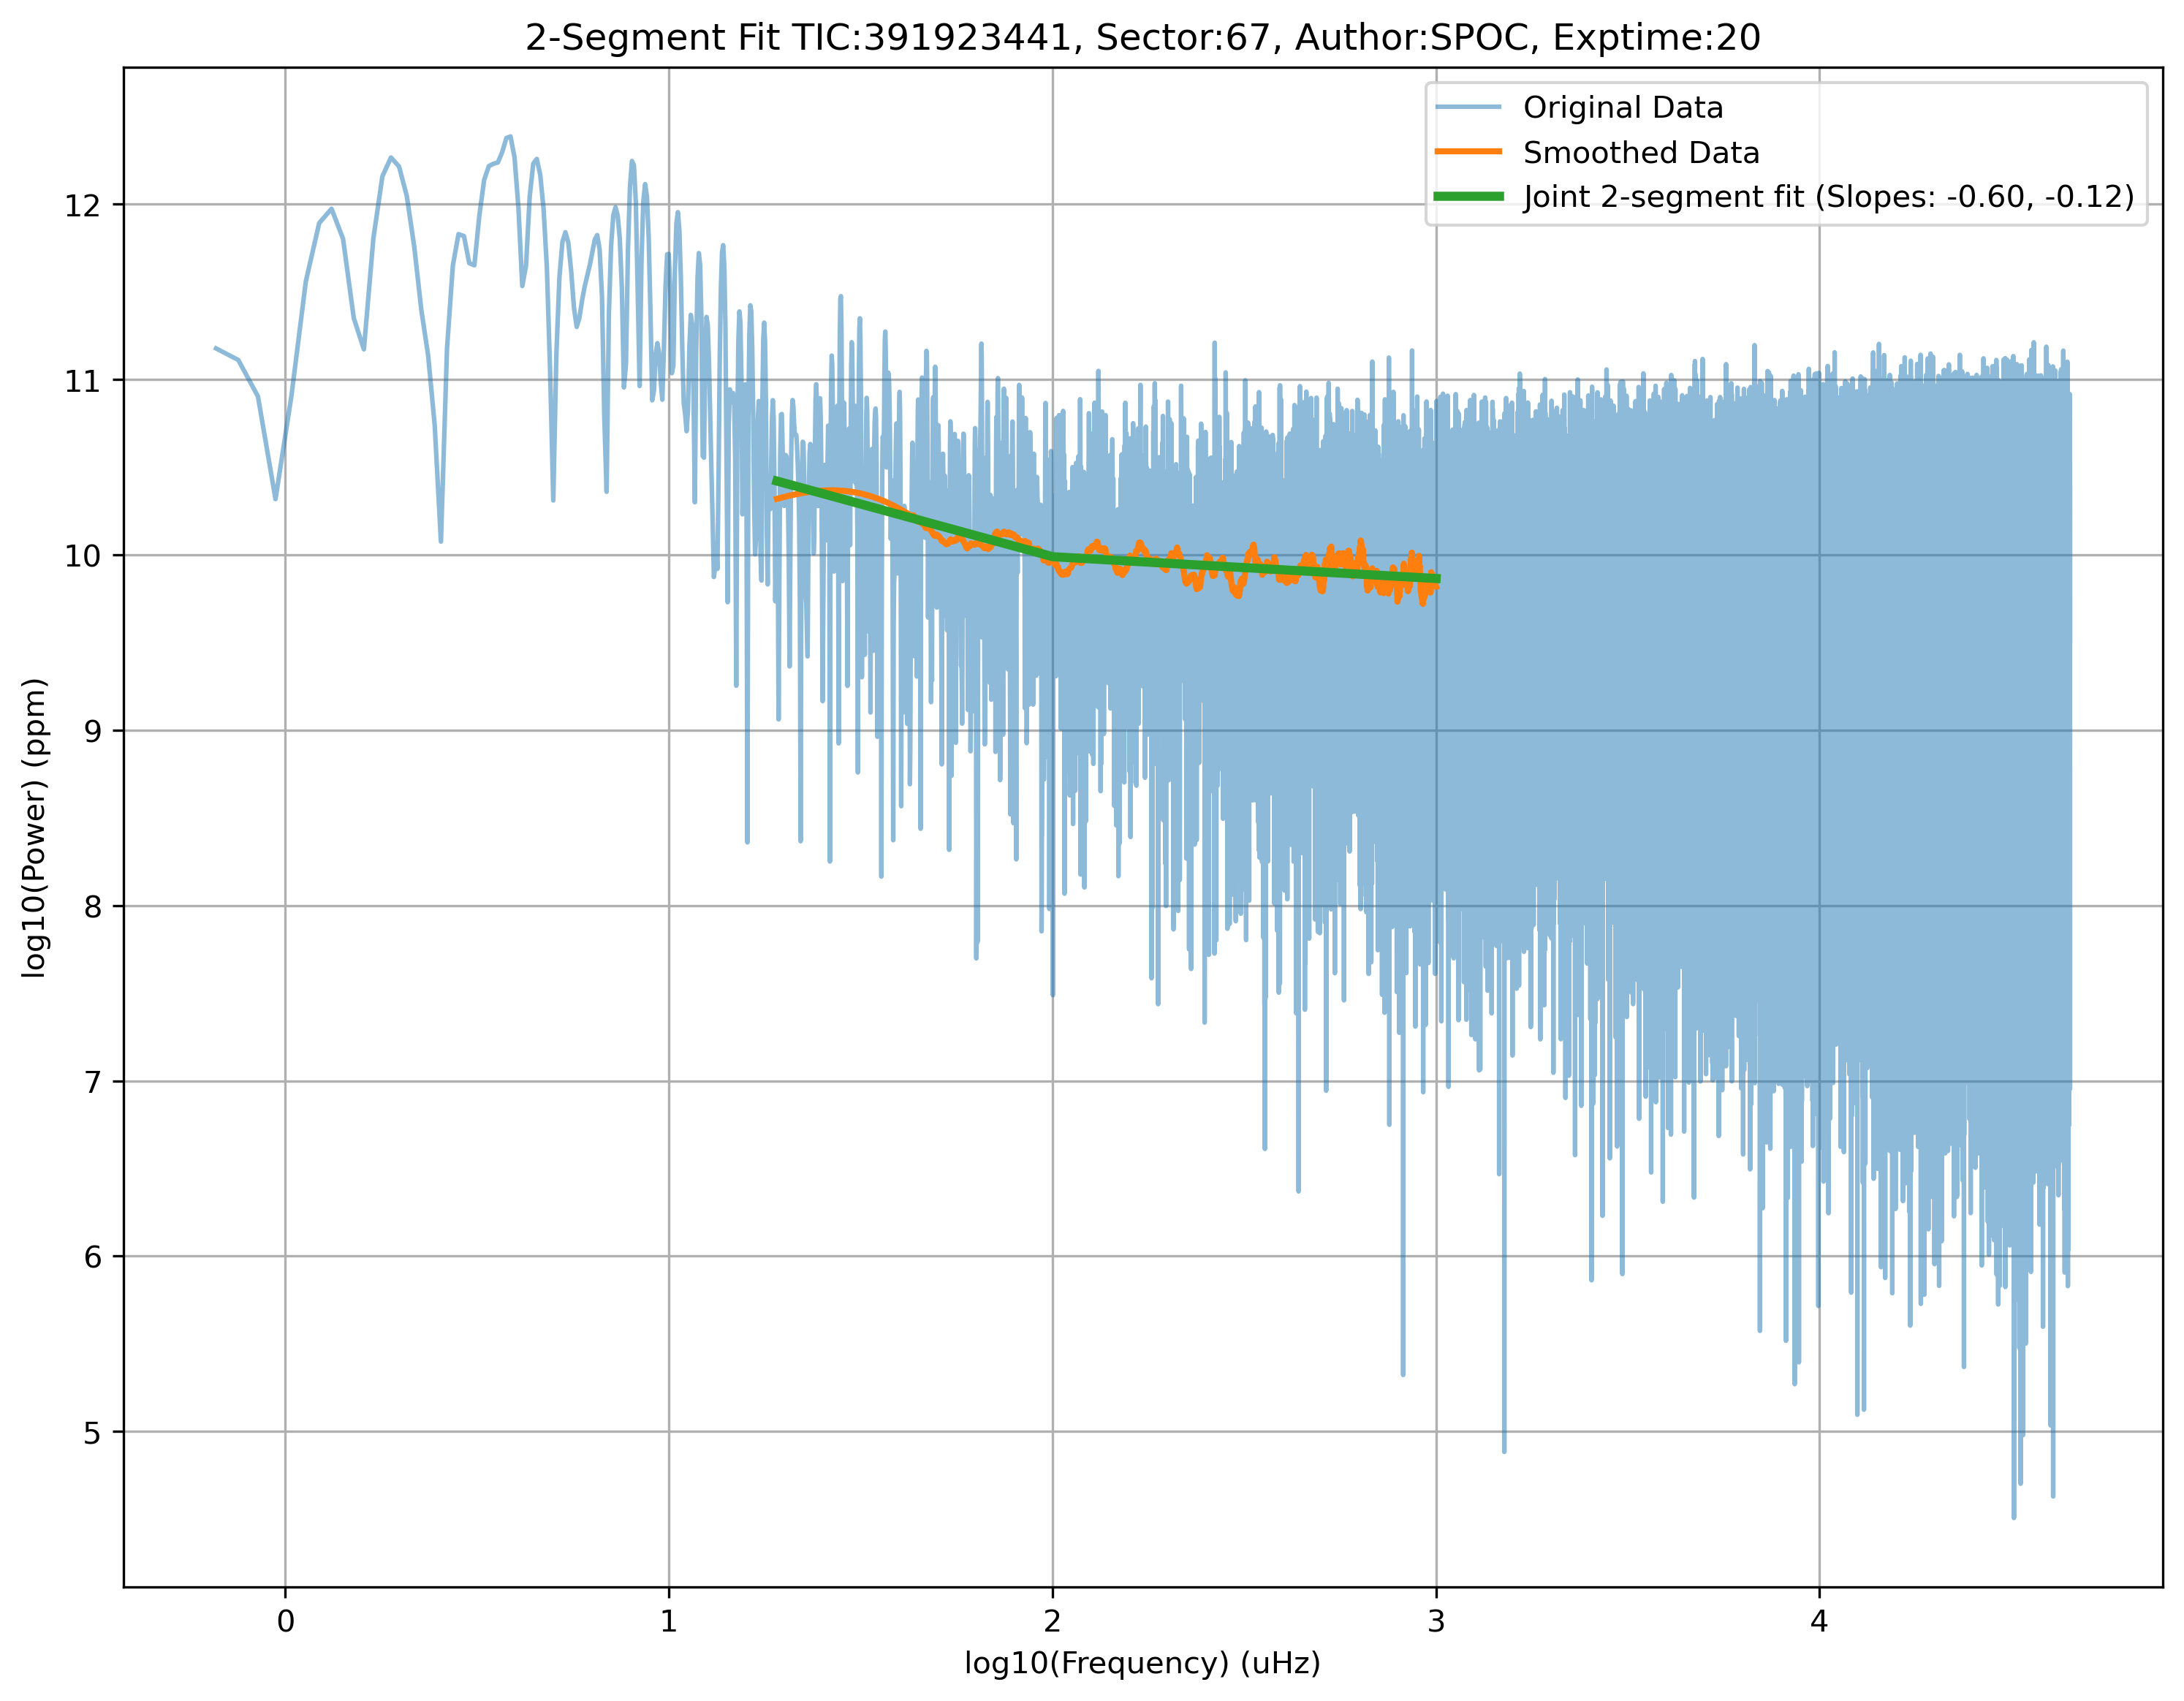 2-Segment Fit TIC:391923441, Sector:67, Author:SPOC, Exptime:20
Original Data
Smoothed Data
Joint 2-segment fit (Slopes: -0.60, -0.12)
12
11
10
9
8
7
6
5
log10(Power) (ppm)
0 1 2 3 4
log10(Frequency) (uHz)